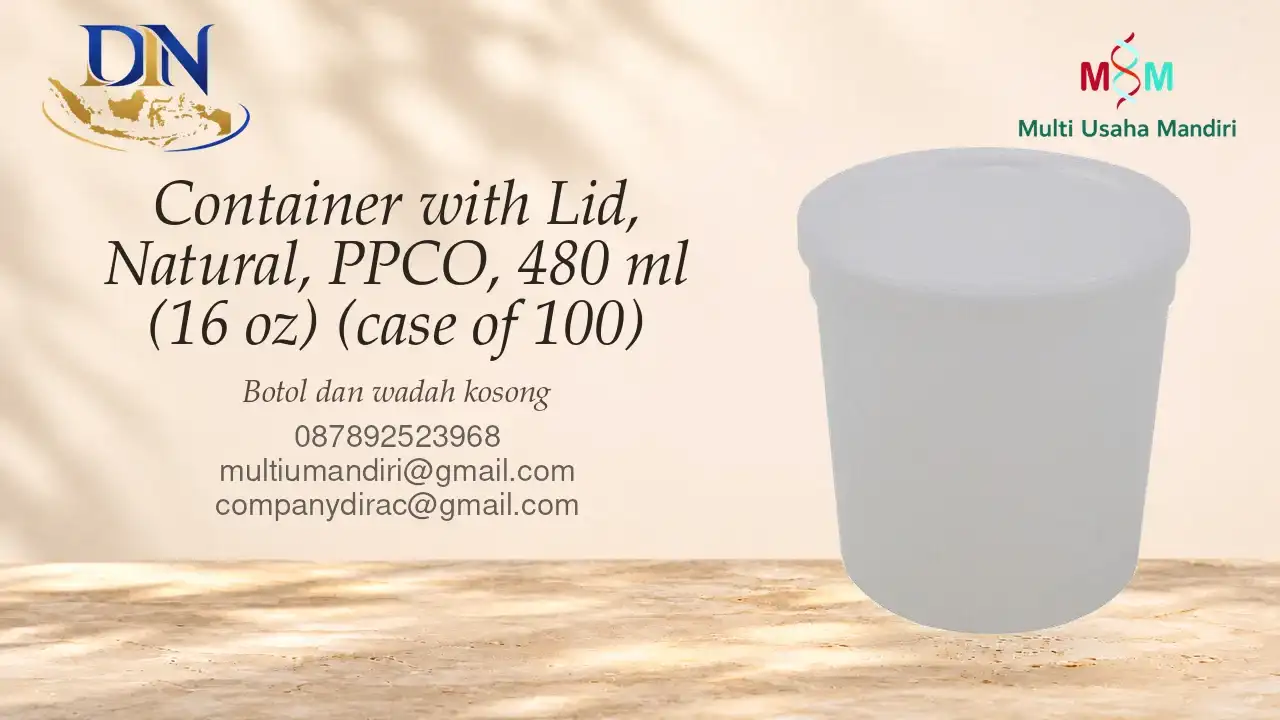 DN
M M
Multi Usaha Mandiri
Container with Lid,
Natural, PPCO, 480 ml
(16 oz) (case of 100)
Botol dan wadah kosong
087892523968
multiumandiri@gmail.com
companydirac@gmail.com